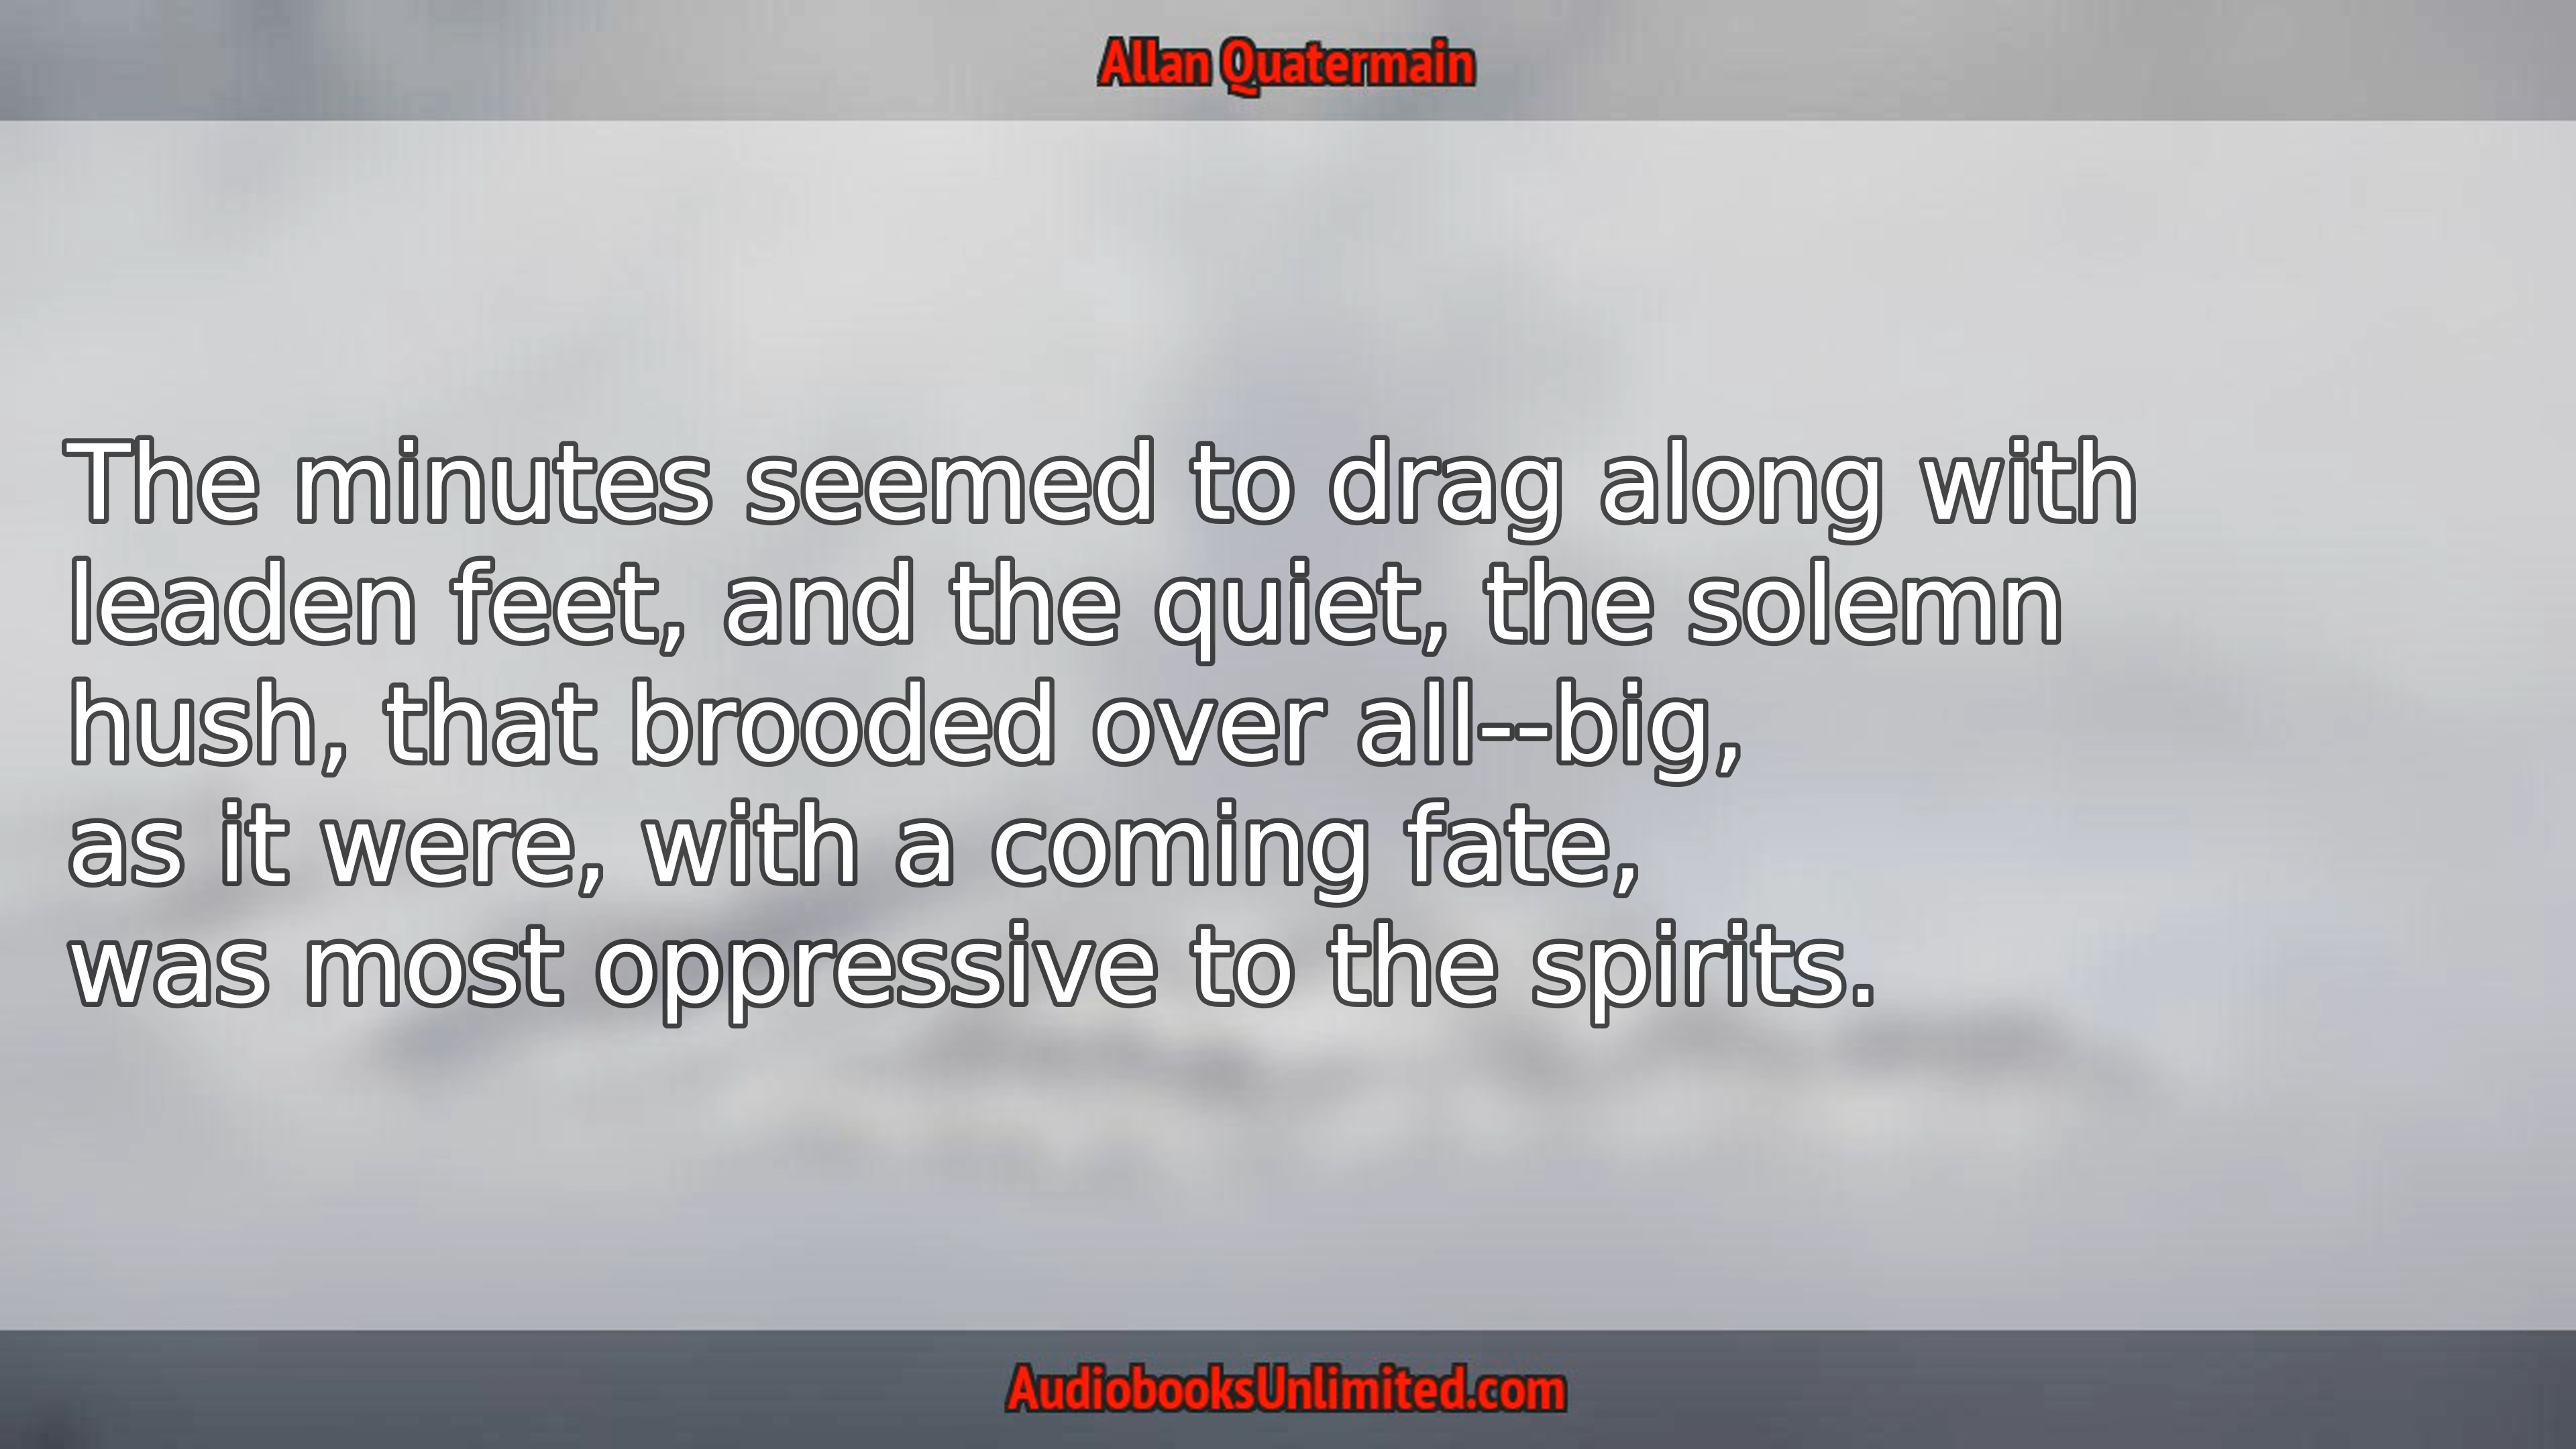 Allan Quatermain
The minutes seemed to drag along with
leaden feet, and the quiet, the solemn
hush, that brooded over all--big,
as it were, with a coming fate,
was most oppressive to the spirits.
AudiobooksUnlimited.com